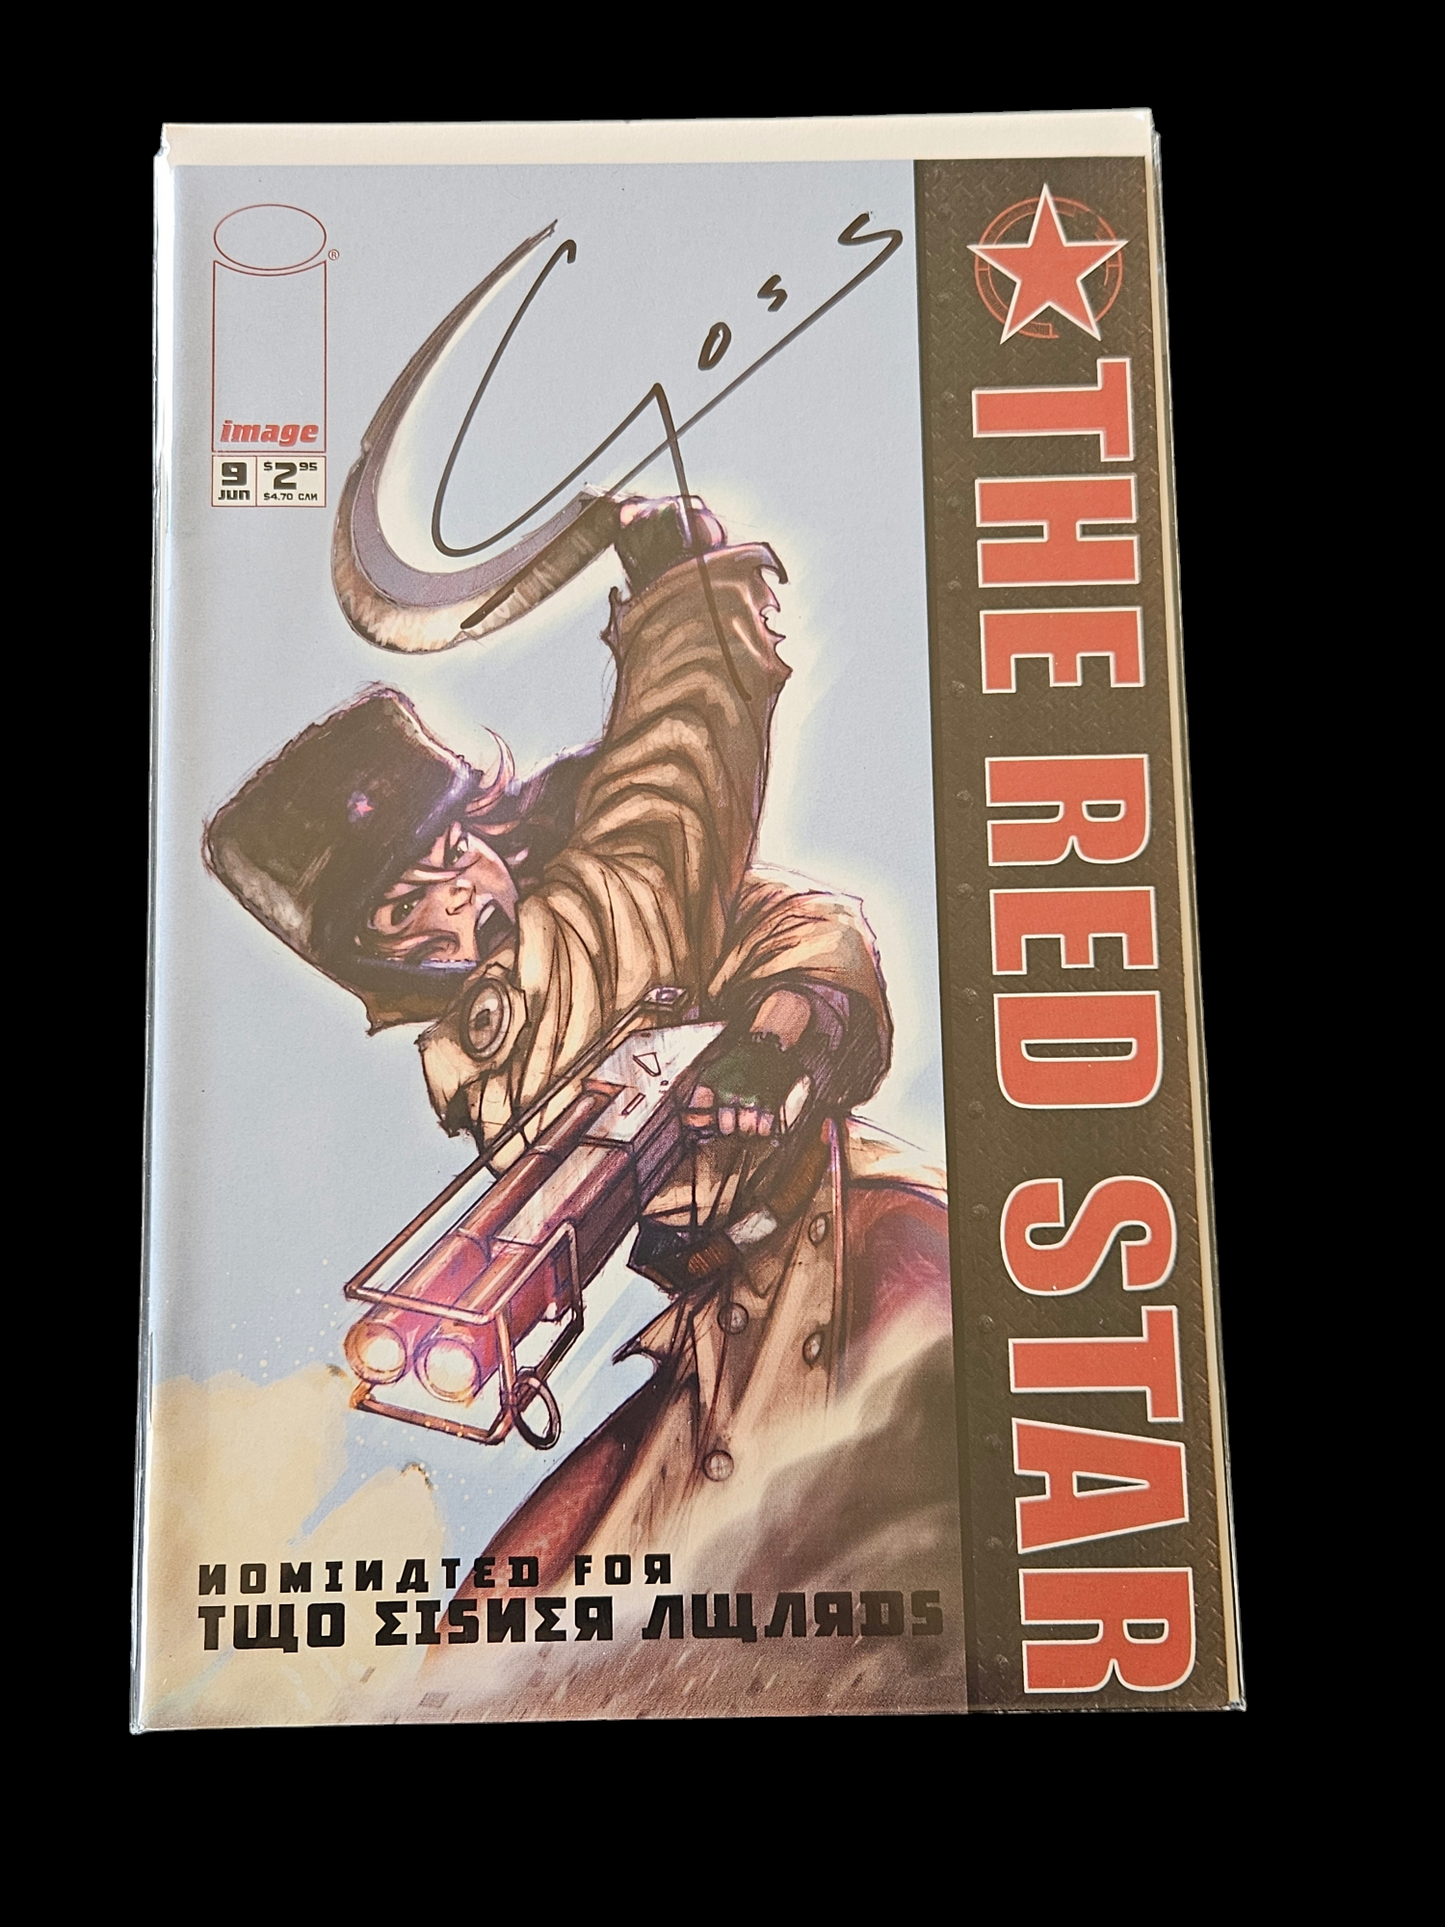 ®
image
9
JUN
$2.95
$4.70 CAN
Goss
THE RED STAR
NOMINATED FOR
TWO EISNER AWARDS